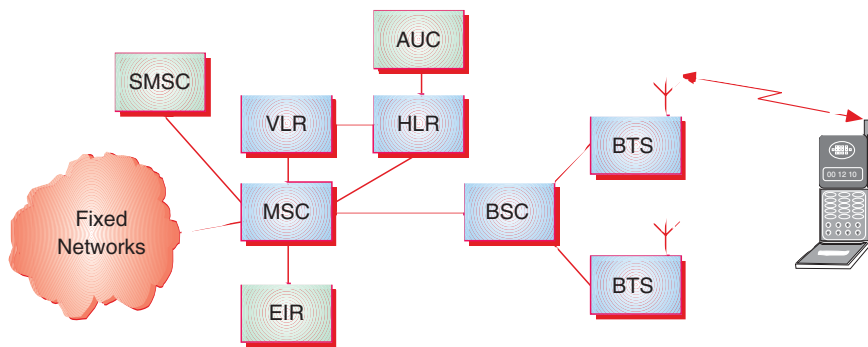 AUC
SMSC
VLR
HLR
BTS
00 12 10
Fixed
Networks
MSC
BSC
BTS
EIR